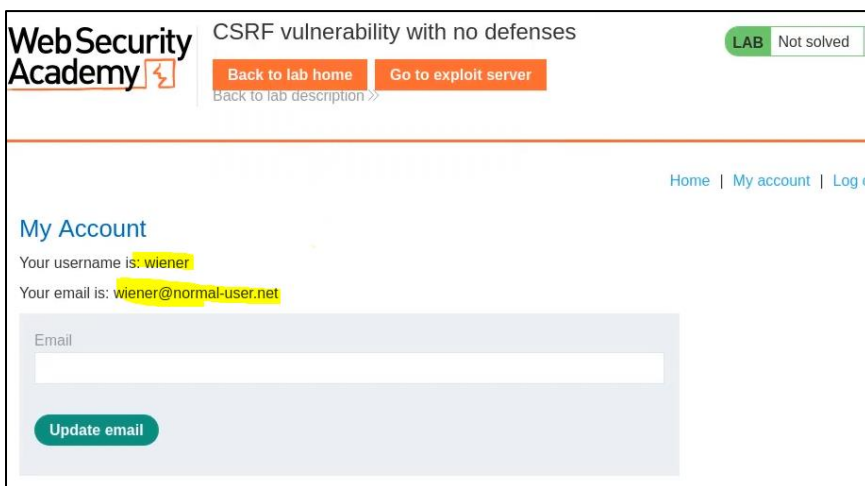 Web Security
Academy
CSRF vulnerability with no defenses
Back to lab home
Go to exploit server
Back to lab description
LAB
Not solved
Home | My account | Log
My Account
Your username is: wiener
Your email is: wiener@normal-user.net
Email
Update email